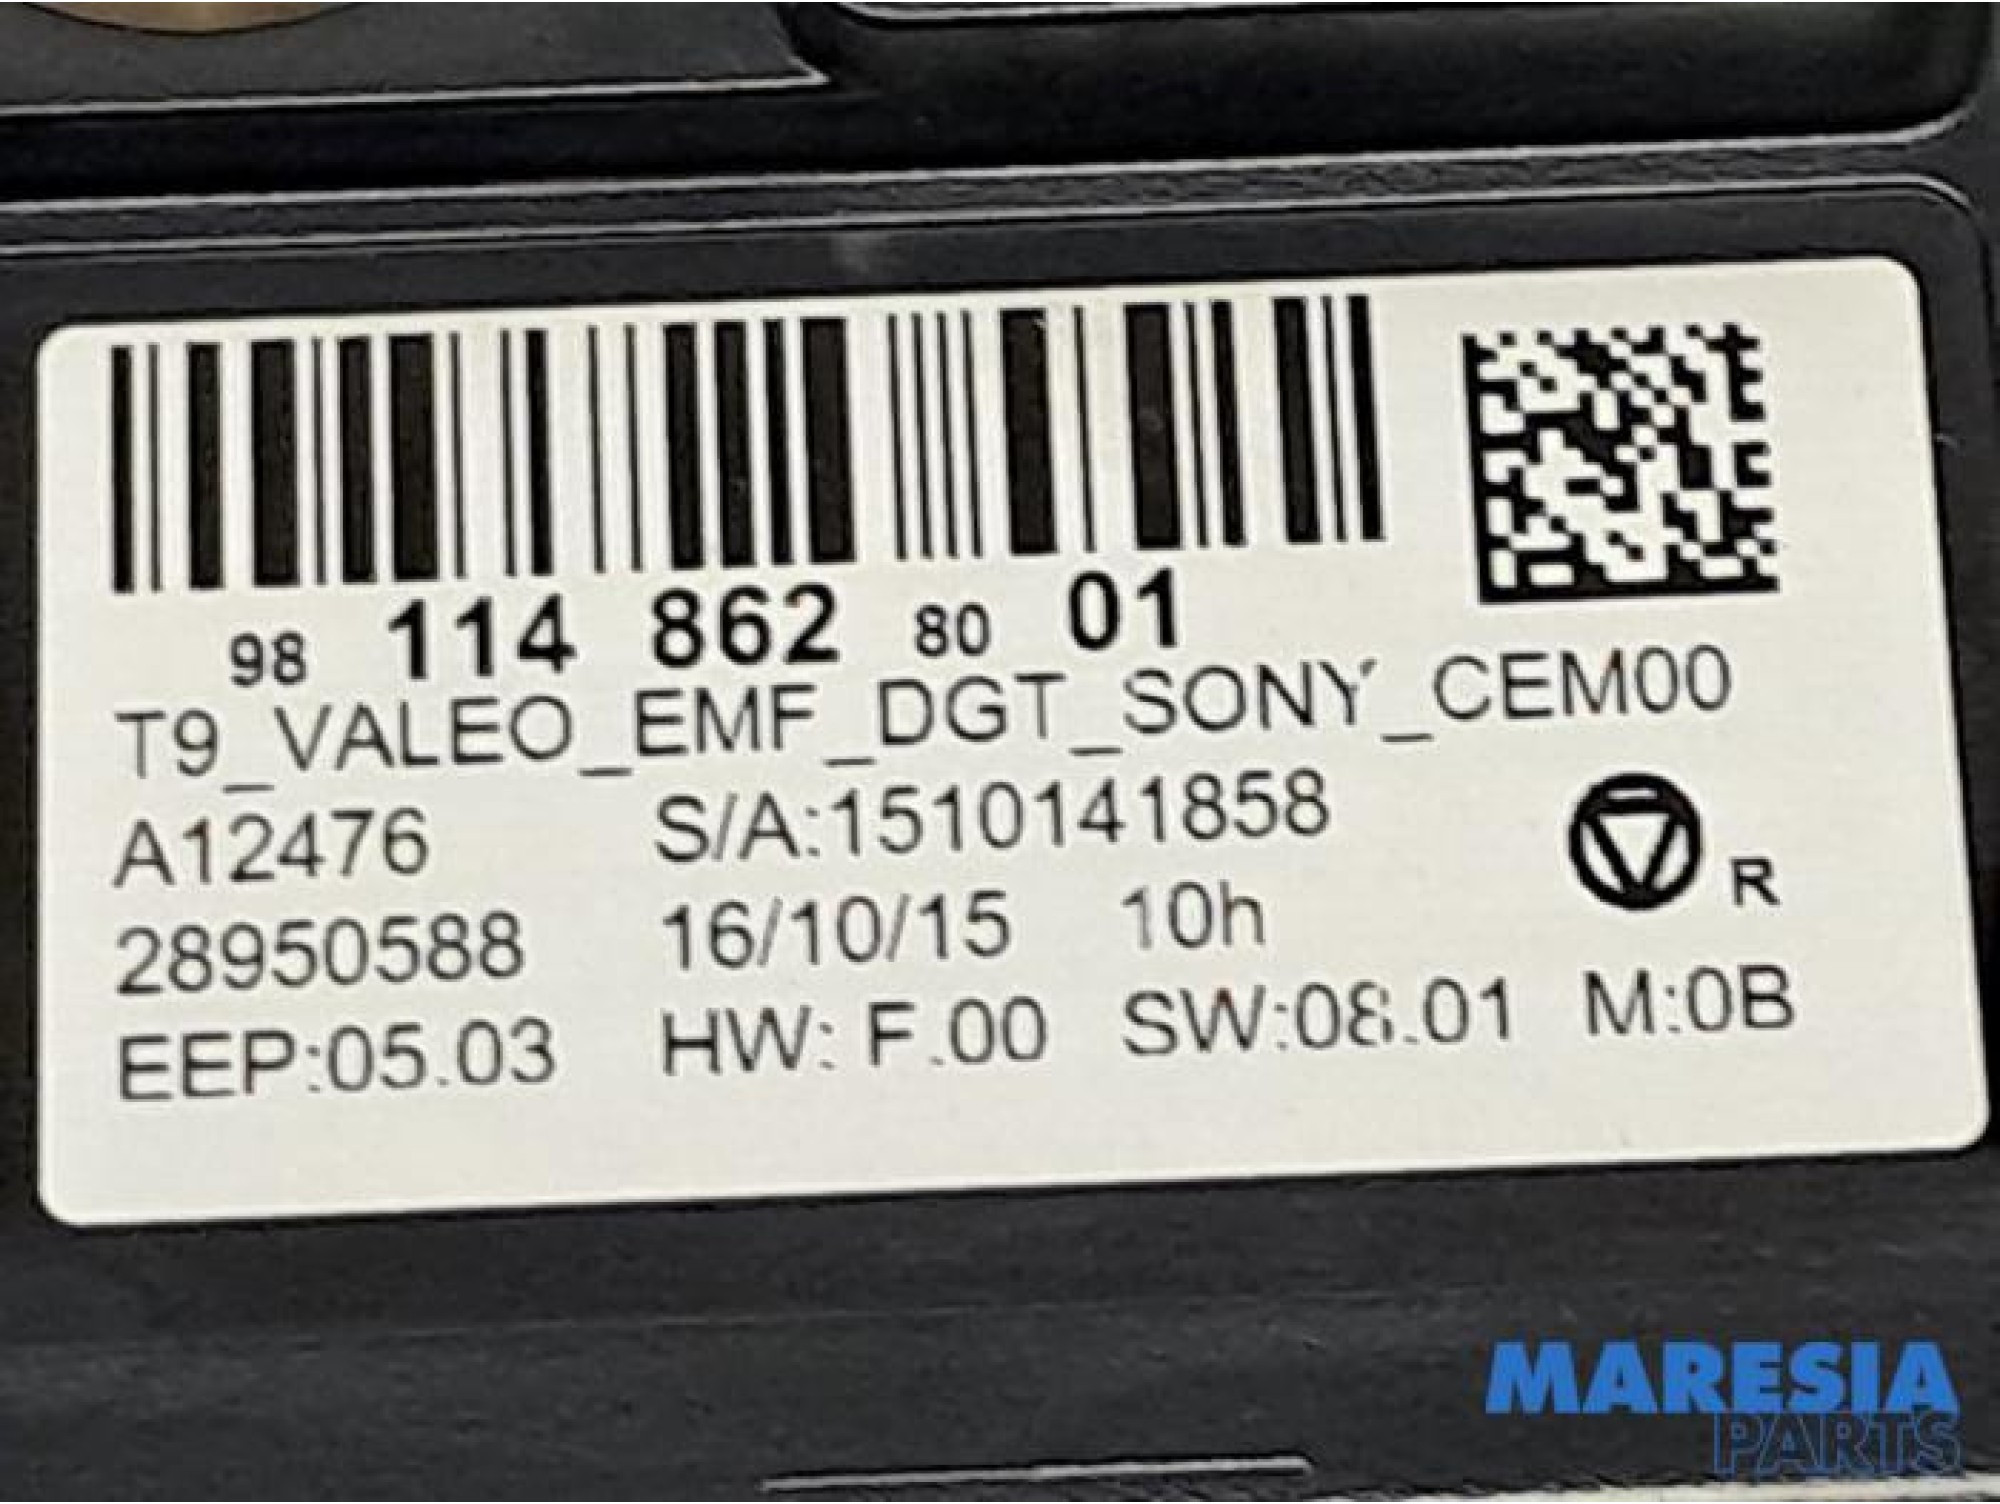 98 114 862 80 01
T9_VALEO_EMF_DGT_SONY_CEM00
A12476 S/A:1510141858
28950588 16/10/15 10h R
EEP:05.03 HW: F.00 SW:08.01 M:0B
MARESIA
PARTS